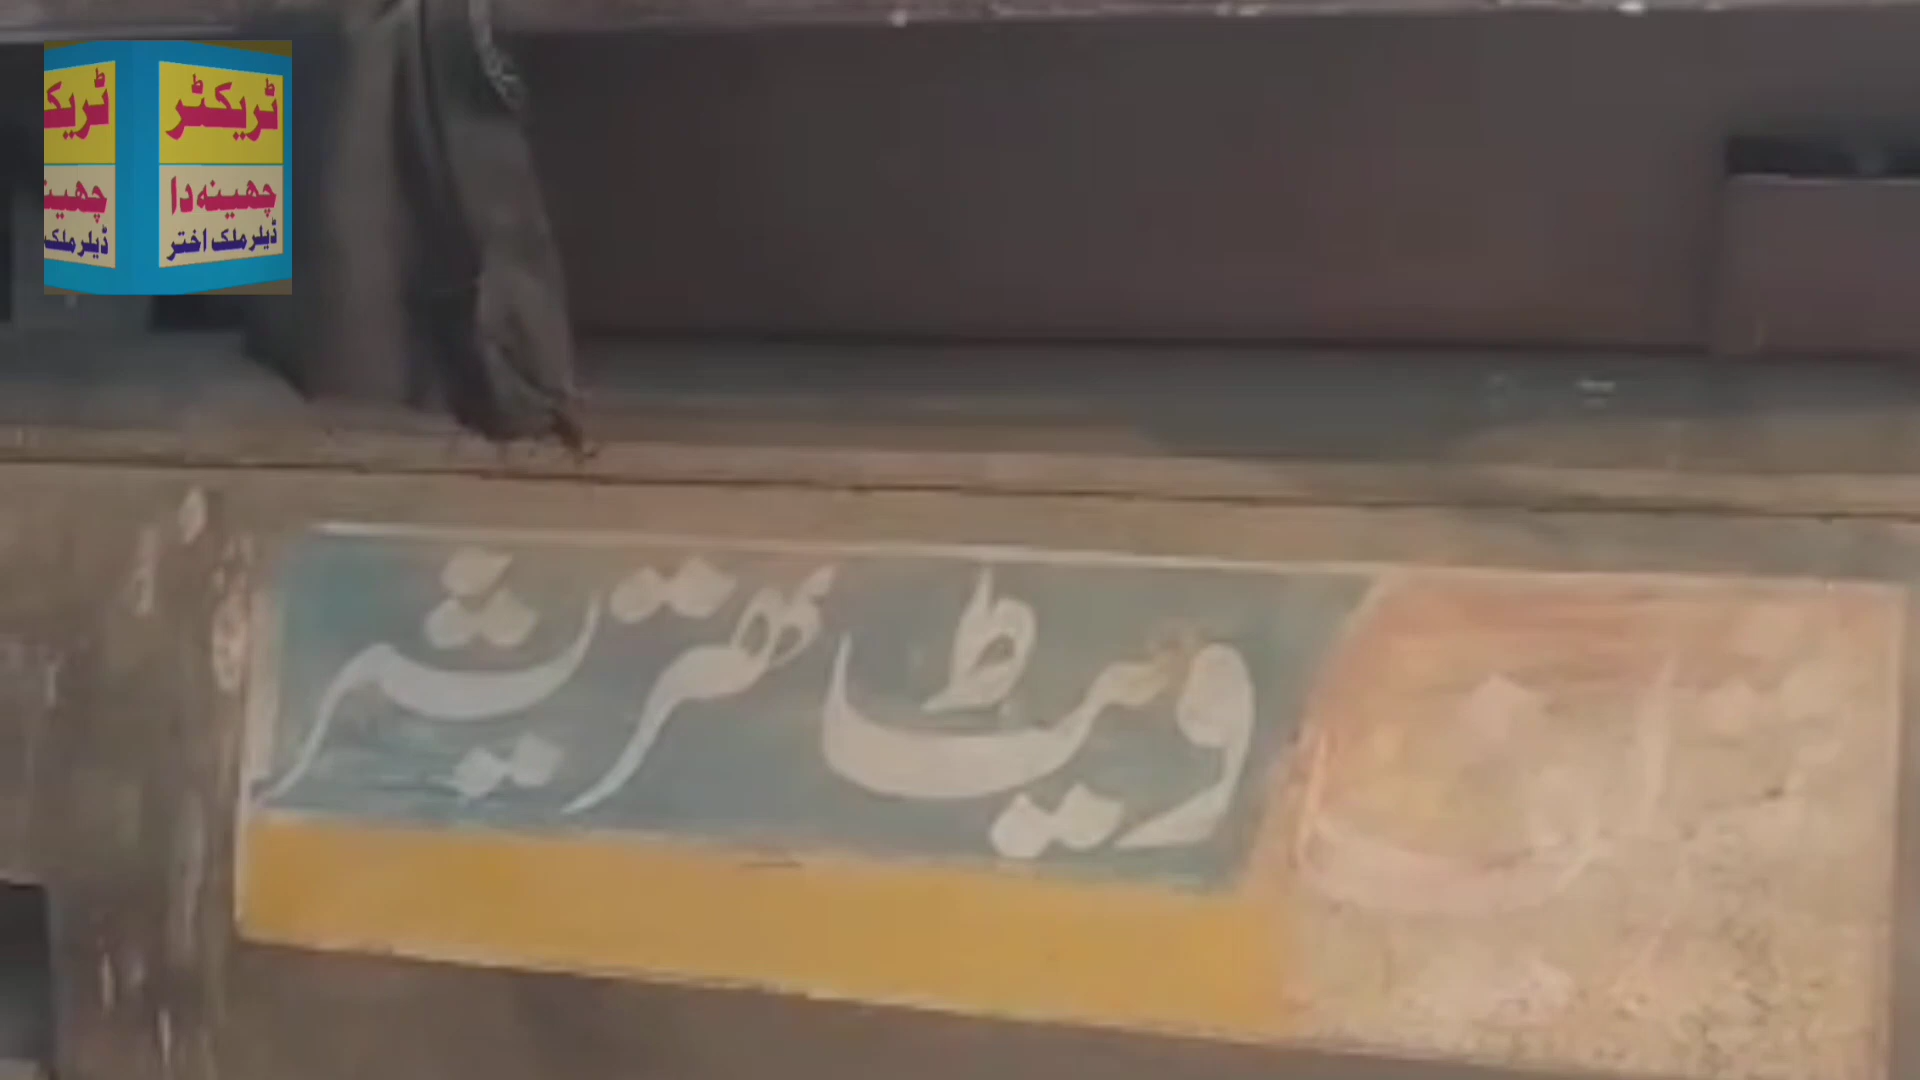 ٹریکٹر
چھینہ دا
ڈیلر ملک اختر
ویٹ تھریشر